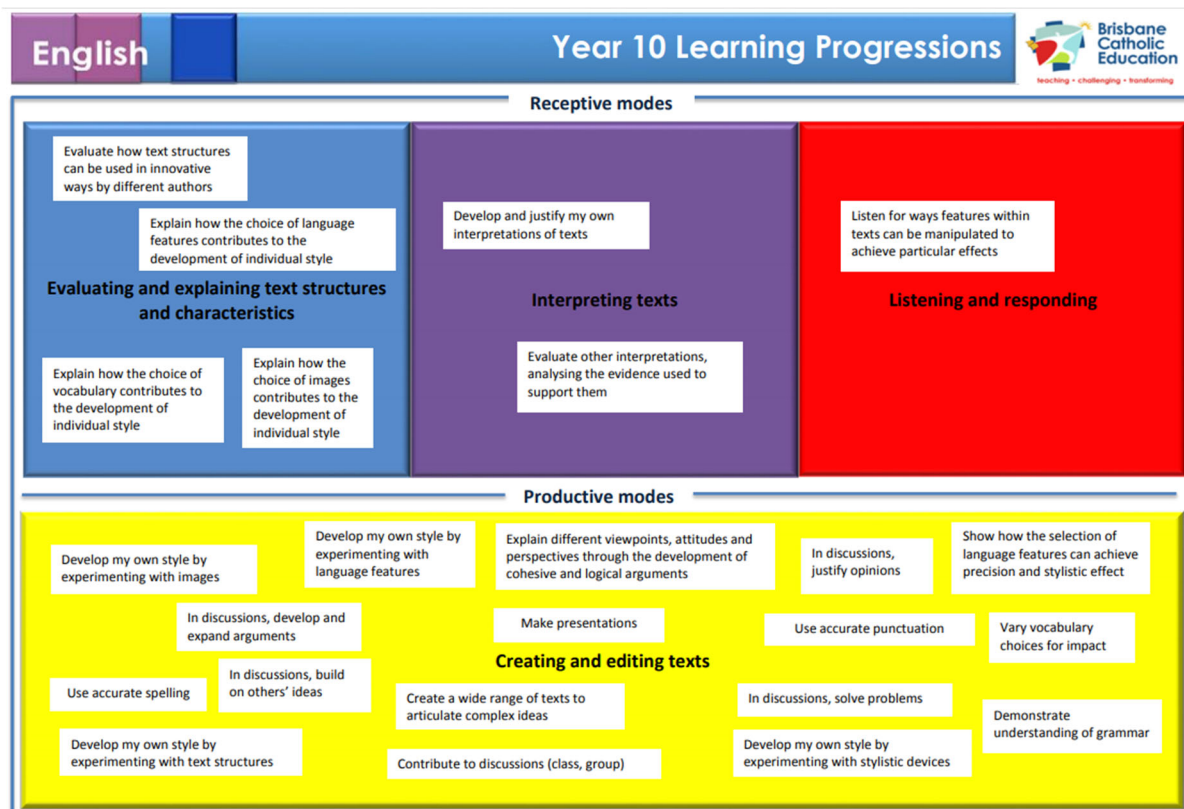 English
Year 10 Learning Progressions
Brisbane
Catholic
Education
teaching • challenging • transforming
Receptive modes
Evaluate how text structures
can be used in innovative
ways by different authors
Explain how the choice of language
features contributes to the
development of individual style
Evaluating and explaining text structures
and characteristics
Explain how the choice of
vocabulary contributes to
the development of
individual style
Explain how the
choice of images
contributes to the
development of
individual style
Develop and justify my own
interpretations of texts
Interpreting texts
Evaluate other interpretations,
analysing the evidence used to
support them
Listen for ways features within
texts can be manipulated to
achieve particular effects
Listening and responding
Productive modes
Develop my own style by
experimenting with images
Develop my own style by
experimenting with
language features
Explain different viewpoints, attitudes and
perspectives through the development of
cohesive and logical arguments
In discussions,
justify opinions
Show how the selection of
language features can achieve
precision and stylistic effect
In discussions, develop and
expand arguments
Make presentations
Use accurate punctuation
Vary vocabulary
choices for impact
Creating and editing texts
Use accurate spelling
In discussions, build
on others' ideas
Create a wide range of texts to
articulate complex ideas
In discussions, solve problems
Demonstrate
understanding of grammar
Develop my own style by
experimenting with text structures
Contribute to discussions (class, group)
Develop my own style by
experimenting with stylistic devices